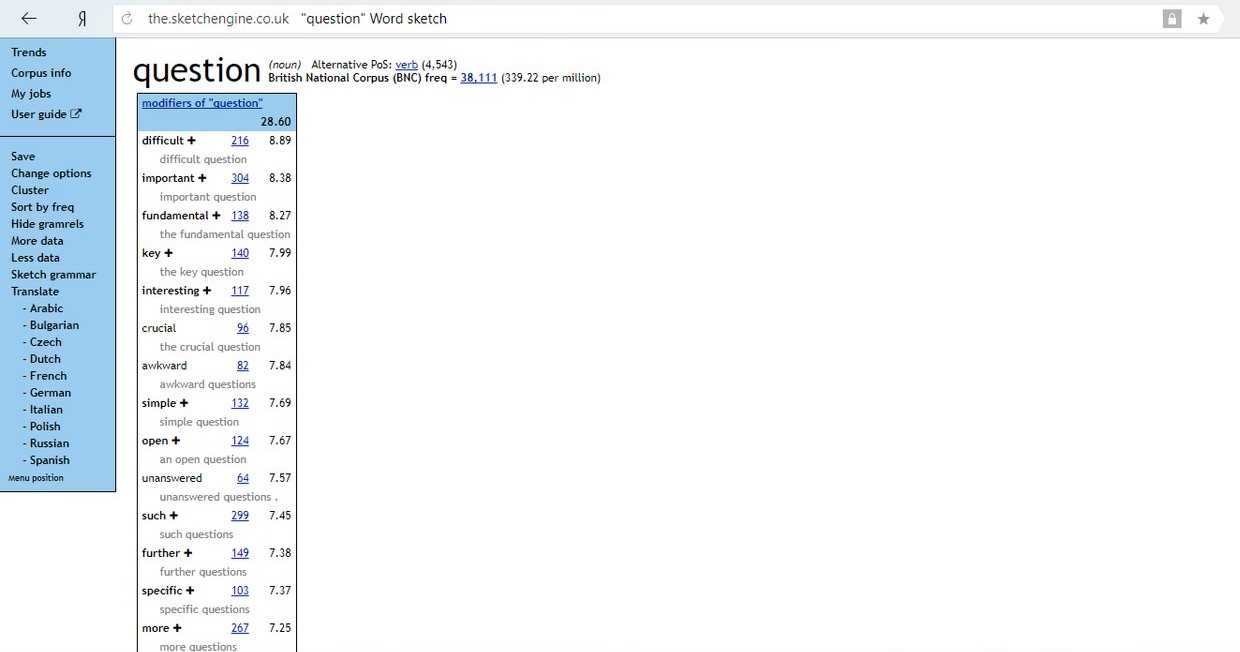 Я the.sketchengine.co.uk "question" Word sketch
Trends
Corpus info
My jobs
User guide
Save
Change options
Cluster
Sort by freq
Hide gramrels
More data
Less data
Sketch grammar
Translate
- Arabic
- Bulgarian
- Czech
- Dutch
- French
- German
- Italian
- Polish
- Russian
- Spanish
Menu position
question (noun) Alternative PoS: verb (4,543)
British National Corpus (BNC) freq = 38,111 (339.22 per million)
modifiers of "question"
28.60
difficult + 216 8.89
difficult question
important + 304 8.38
important question
fundamental + 138 8.27
the fundamental question
key + 140 7.99
the key question
interesting + 117 7.96
interesting question
crucial 96 7.85
the crucial question
awkward 82 7.84
awkward questions
simple + 132 7.69
simple question
open + 124 7.67
an open question
unanswered 64 7.57
unanswered questions .
such + 299 7.45
such questions
further + 149 7.38
further questions
specific + 103 7.37
specific questions
more + 267 7.25
more questions